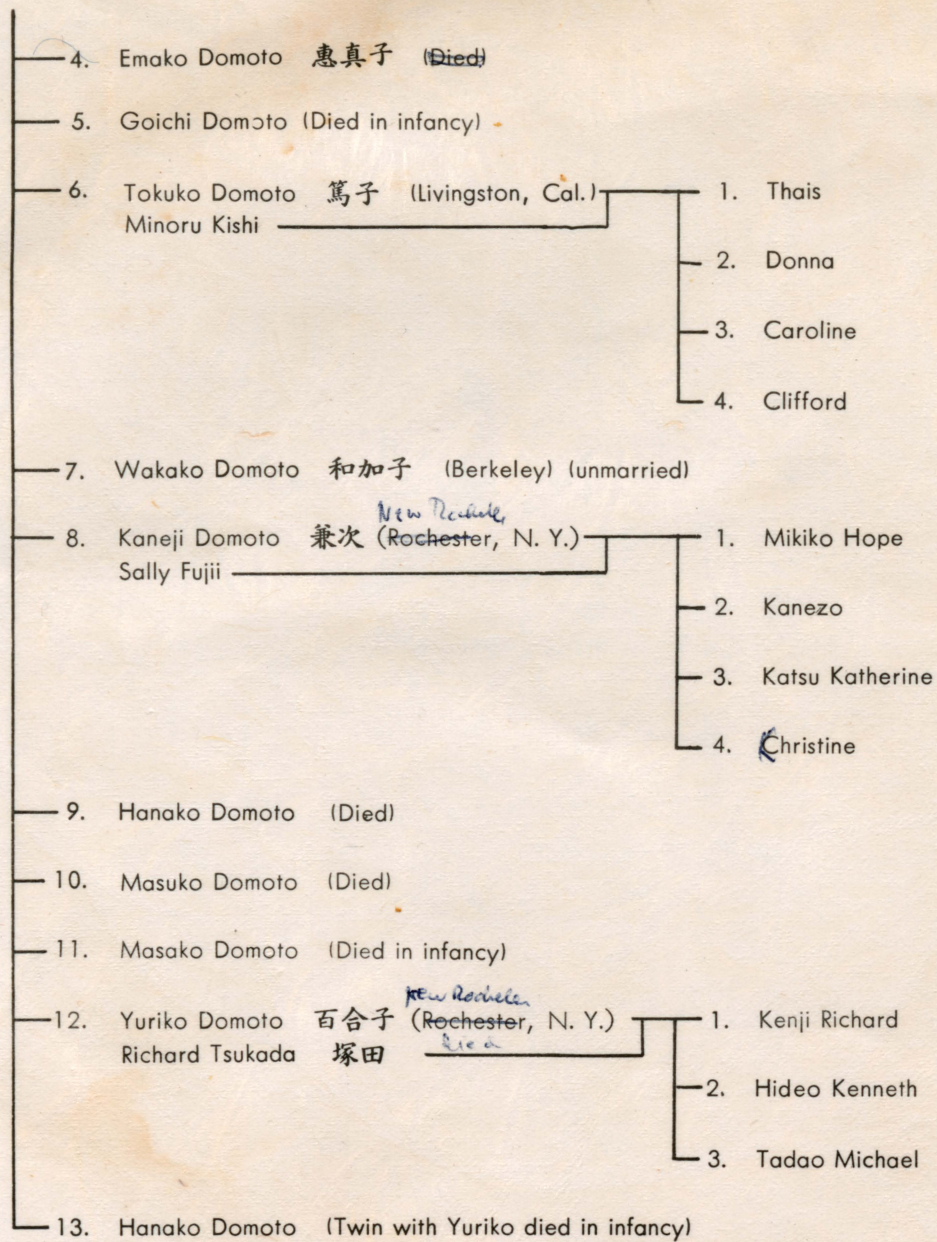 4. Emako Domoto 惠真子 (Died)
5. Goichi Domoto (Died in infancy)
6. Tokuko Domoto 篤子 (Livingston, Cal.)
Minoru Kishi
1. Thais
2. Donna
3. Caroline
4. Clifford
7. Wakako Domoto 和加子 (Berkeley) (unmarried)
New Rochelle
8. Kaneji Domoto 兼次 (Rochester, N. Y.)
Sally Fujii
1. Mikiko Hope
2. Kanezo
3. Katsu Katherine
4. Christine
9. Hanako Domoto (Died)
10. Masuko Domoto (Died)
11. Masako Domoto (Died in infancy)
New Rochelle
12. Yuriko Domoto 百合子 (Rochester, N. Y.)
Richard Tsukada 塚田 Died
1. Kenji Richard
2. Hideo Kenneth
3. Tadao Michael
13. Hanako Domoto (Twin with Yuriko died in infancy)